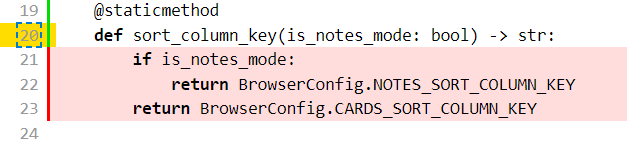 19 @staticmethod
20 def sort_column_key(is_notes_mode: bool) -> str:
21 if is_notes_mode:
22 return BrowserConfig.NOTES_SORT_COLUMN_KEY
23 return BrowserConfig.CARDS_SORT_COLUMN_KEY
24